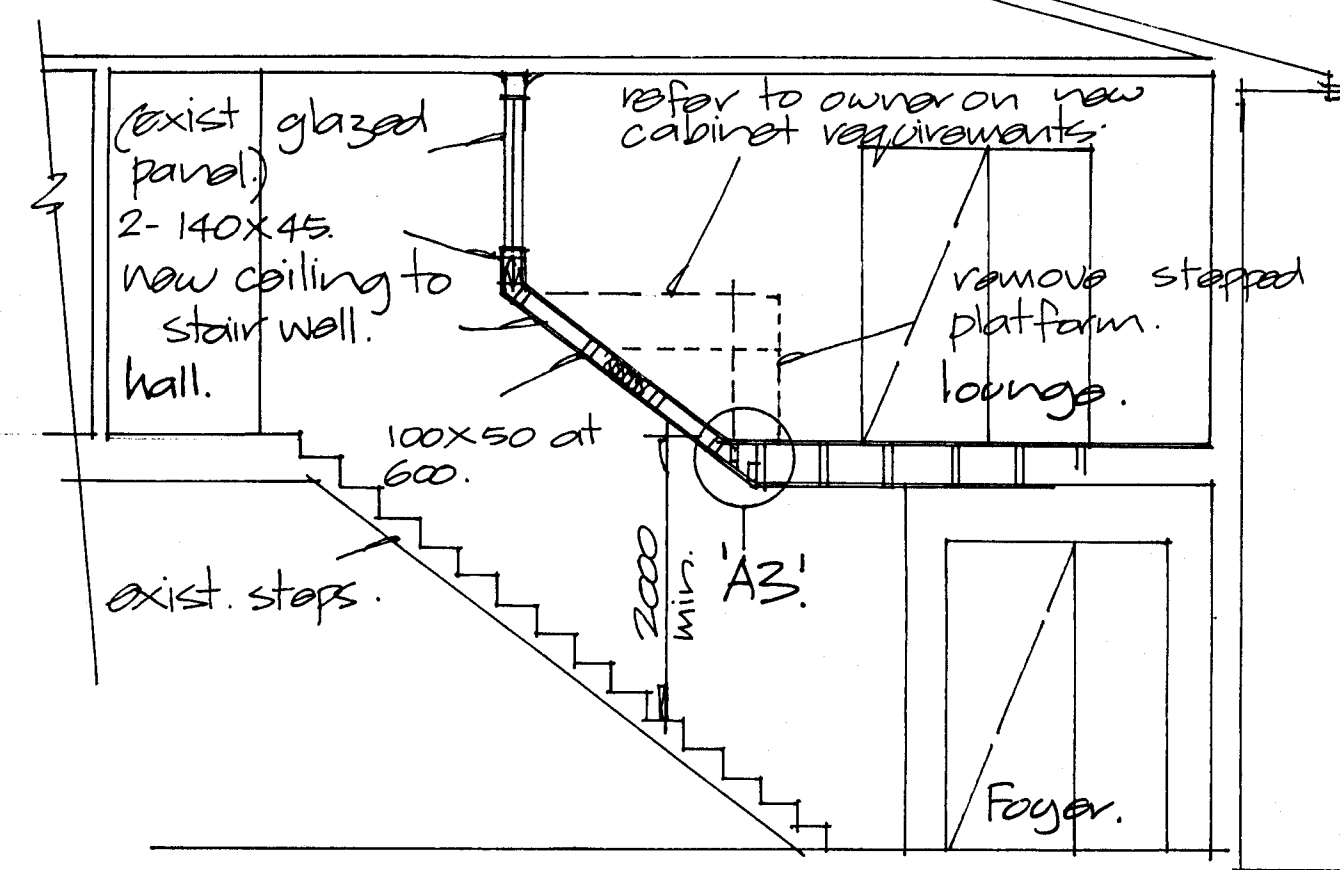 (exist glazed
panel.)
2- 140x45.
new ceiling to
stair well.
hall.
refer to owner on new
cabinet requirements.
remove stepped
platform.
lounge.
100x50 at
600.
2000
min.
'A3'
exist. steps.
Foyer.